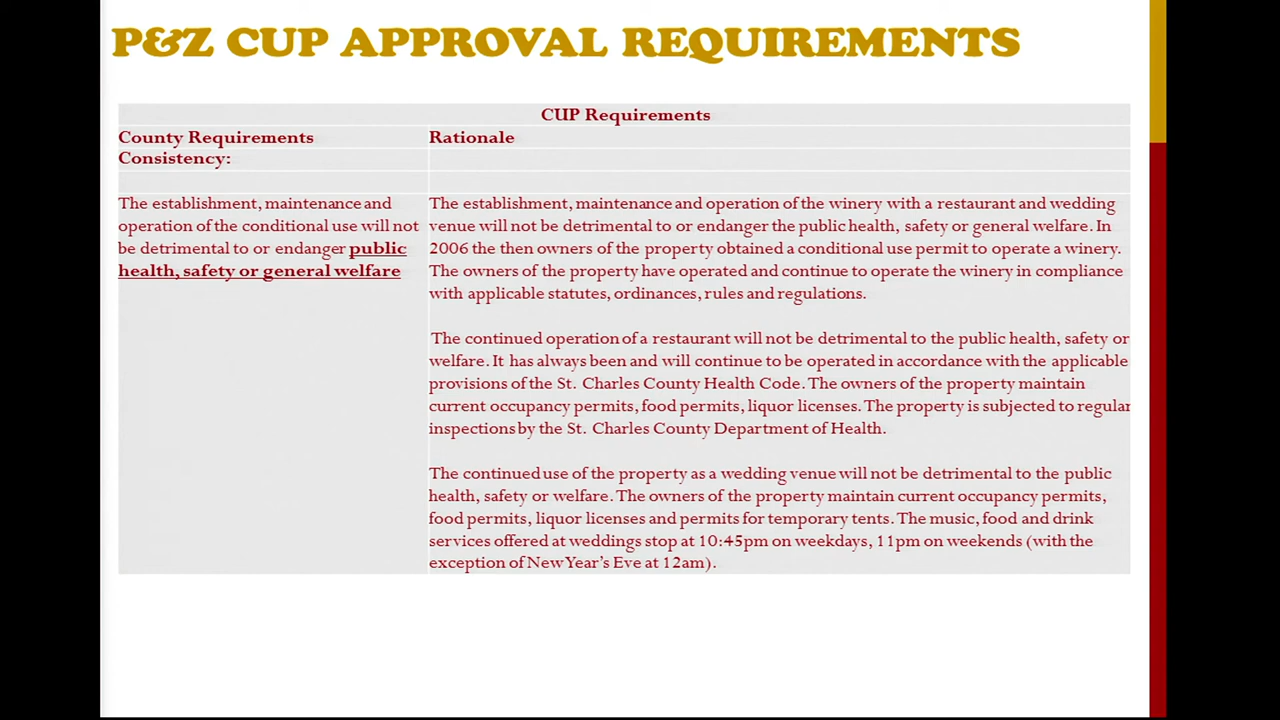 P&Z CUP APPROVAL REQUIREMENTS
CUP Requirements
County Requirements
Rationale
Consistency:
The establishment, maintenance and
operation of the conditional use will not
be detrimental to or endanger public
health, safety or general welfare
The establishment, maintenance and operation of the winery with a restaurant and wedding
venue will not be detrimental to or endanger the public health, safety or general welfare. In
2006 the then owners of the property obtained a conditional use permit to operate a winery.
The owners of the property have operated and continue to operate the winery in compliance
with applicable statutes, ordinances, rules and regulations.
The continued operation of a restaurant will not be detrimental to the public health, safety or
welfare. It has always been and will continue to be operated in accordance with the applicable
provisions of the St. Charles County Health Code. The owners of the property maintain
current occupancy permits, food permits, liquor licenses. The property is subjected to regular
inspections by the St. Charles County Department of Health.
The continued use of the property as a wedding venue will not be detrimental to the public
health, safety or welfare. The owners of the property maintain current occupancy permits,
food permits, liquor licenses and permits for temporary tents. The music, food and drink
services offered at weddings stop at 10:45pm on weekdays, 11pm on weekends (with the
exception of New Year's Eve at 12am).